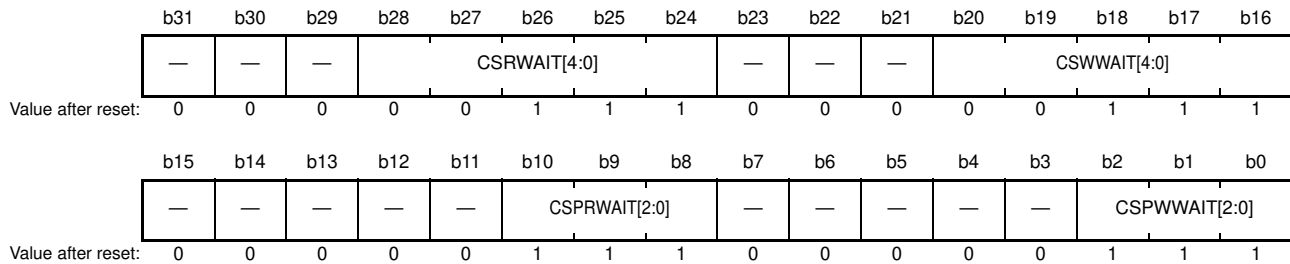 b31 b30 b29 b28 b27 b26 b25 b24 b23 b22 b21 b20 b19 b18 b17 b16
— — — CSRWAIT[4:0] — — — CSWWAIT[4:0]
Value after reset: 0 0 0 0 0 1 1 1 0 0 0 0 0 1 1 1
b15 b14 b13 b12 b11 b10 b9 b8 b7 b6 b5 b4 b3 b2 b1 b0
— — — — — CSPRWAIT[2:0] — — — — — CSPWWAIT[2:0]
Value after reset: 0 0 0 0 0 1 1 1 0 0 0 0 0 1 1 1